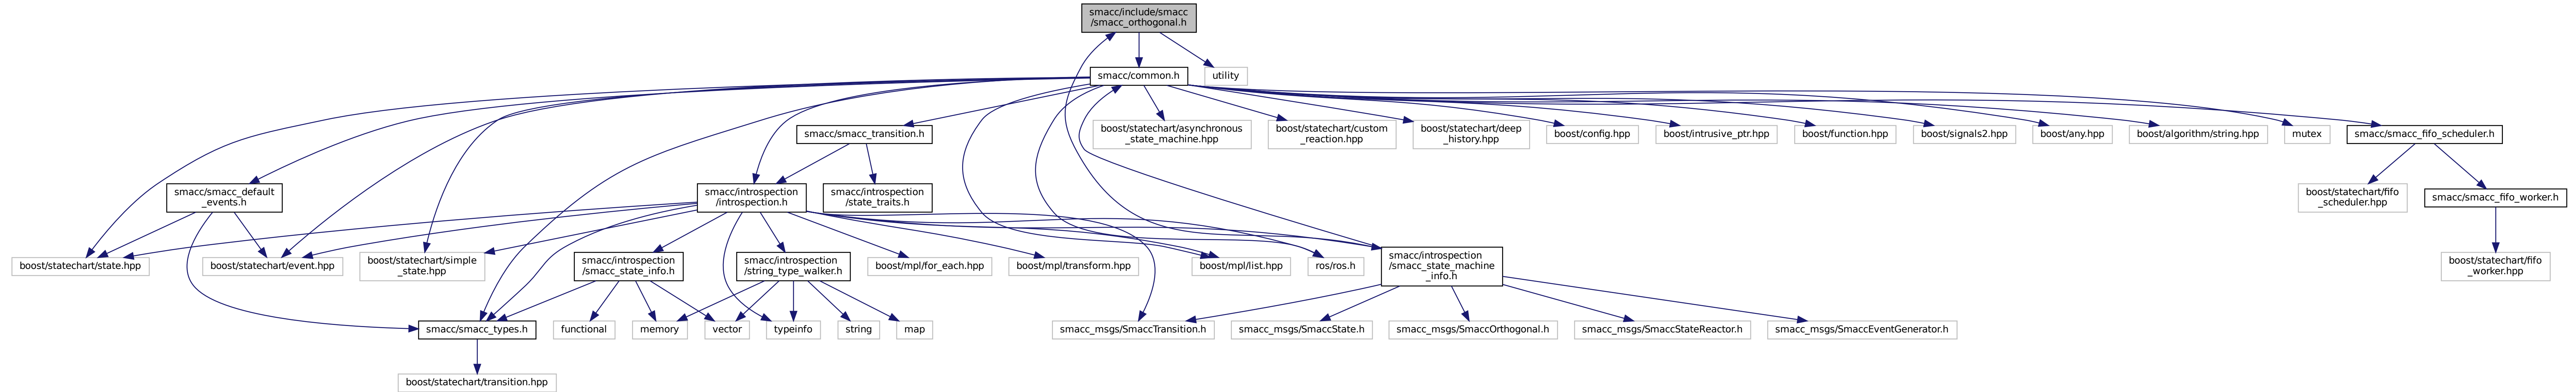 smacc/include/smacc
/smacc_orthogonal.h
smacc/common.h
utility
smacc/smacc_transition.h
boost/statechart/asynchronous
_state_machine.hpp
boost/statechart/custom
_reaction.hpp
boost/statechart/deep
_history.hpp
boost/config.hpp
boost/intrusive_ptr.hpp
boost/function.hpp
boost/signals2.hpp
boost/any.hpp
boost/algorithm/string.hpp
mutex
smacc/smacc_fifo_scheduler.h
smacc/smacc_default
_events.h
smacc/introspection
/introspection.h
smacc/introspection
/state_traits.h
boost/statechart/fifo
_scheduler.hpp
smacc/smacc_fifo_worker.h
boost/statechart/state.hpp
boost/statechart/event.hpp
boost/statechart/simple
_state.hpp
smacc/introspection
/smacc_state_info.h
smacc/introspection
/string_type_walker.h
boost/mpl/for_each.hpp
boost/mpl/transform.hpp
boost/mpl/list.hpp
ros/ros.h
smacc/introspection
/smacc_state_machine
_info.h
boost/statechart/fifo
_worker.hpp
smacc/smacc_types.h
functional
memory
vector
typeinfo
string
map
smacc_msgs/SmaccTransition.h
smacc_msgs/SmaccState.h
smacc_msgs/SmaccOrthogonal.h
smacc_msgs/SmaccStateReactor.h
smacc_msgs/SmaccEventGenerator.h
boost/statechart/transition.hpp